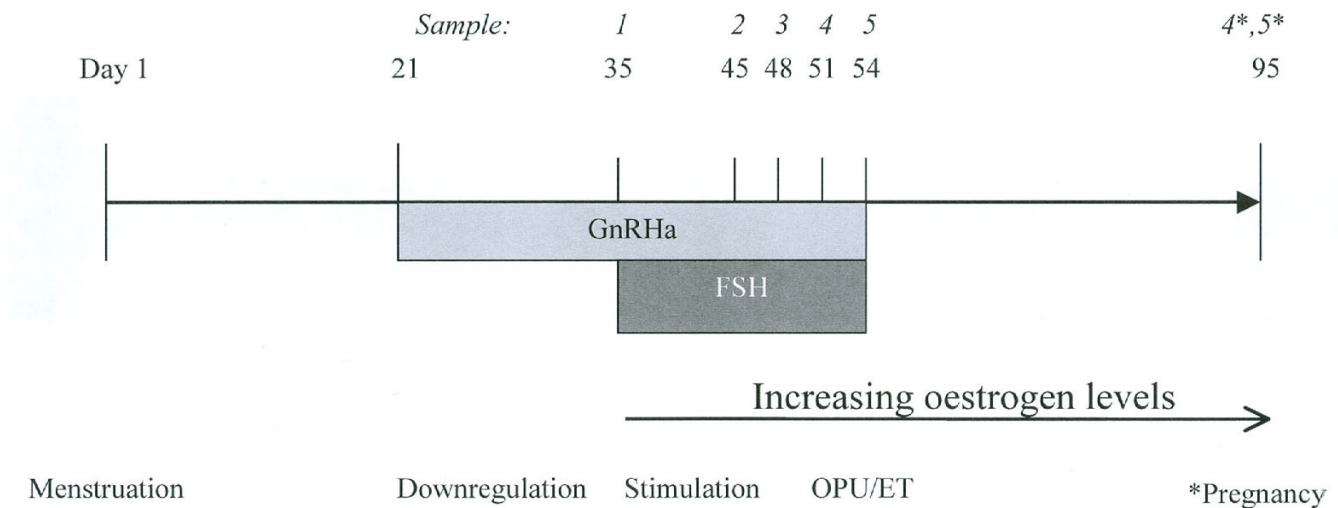 Sample: 1 2 3 4 5 4*,5*
Day 1 21 35 45 48 51 54 95
GnRHa
FSH
Increasing oestrogen levels
Menstruation Downregulation Stimulation OPU/ET *Pregnancy